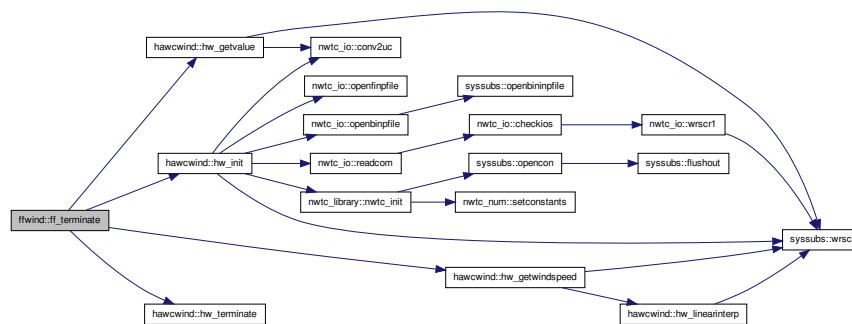 hawcwind::hw_getvalue
nwtc_io::conv2uc
nwtc_io::openfinpfile
syssubs::openbininpfile
nwtc_io::openbinpfile
nwtc_io::checkios
nwtc_io::wrscr1
hawcwind::hw_init
nwtc_io::readcom
syssubs::opencon
syssubs::flushout
nwtc_library::nwtc_init
nwtc_num::setconstants
ffwind::ff_terminate
syssubs::wrscr
hawcwind::hw_getwindspeed
hawcwind::hw_terminate
hawcwind::hw_linearinterp